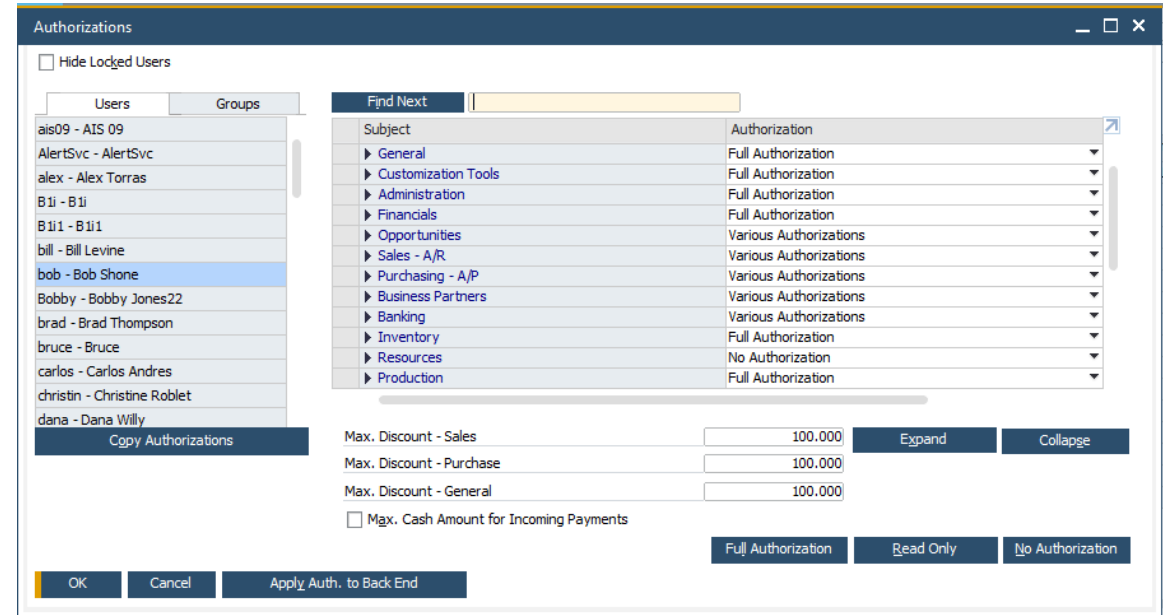 Authorizations
Hide Locked Users
Users Groups
ais09 - AIS 09
AlertSvc - AlertSvc
alex - Alex Torras
B1i - B1i
B1i1 - B1i1
bill - Bill Levine
bob - Bob Shone
Bobby - Bobby Jones22
brad - Brad Thompson
bruce - Bruce
carlos - Carlos Andres
christin - Christine Roblet
dana - Dana Willy
Copy Authorizations
Find Next
Subject Authorization
General Full Authorization
Customization Tools Full Authorization
Administration Full Authorization
Financials Full Authorization
Opportunities Various Authorizations
Sales - A/R Various Authorizations
Purchasing - A/P Various Authorizations
Business Partners Various Authorizations
Banking Various Authorizations
Inventory Full Authorization
Resources No Authorization
Production Full Authorization
Max. Discount - Sales 100.000 Expand Collapse
Max. Discount - Purchase 100.000
Max. Discount - General 100.000
Max. Cash Amount for Incoming Payments
Full Authorization Read Only No Authorization
OK Cancel Apply Auth. to Back End